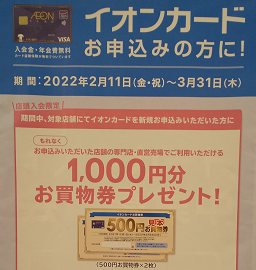 AEON
VISA
入会金・年会費無料
イオンカード
お申込みの方に!
期間:2022年2月11日(金・祝)〜3月31日(木)
店頭入会限定
期間中、対象店舗にてイオンカードを新規お申込みいただいた方に
もれなく
お申込みいただいた店舗の専門店・直営売場でご利用いただける
1,000円分
お買物券プレゼント!
見本
500円
お買物券
(500円お買物券×2枚)